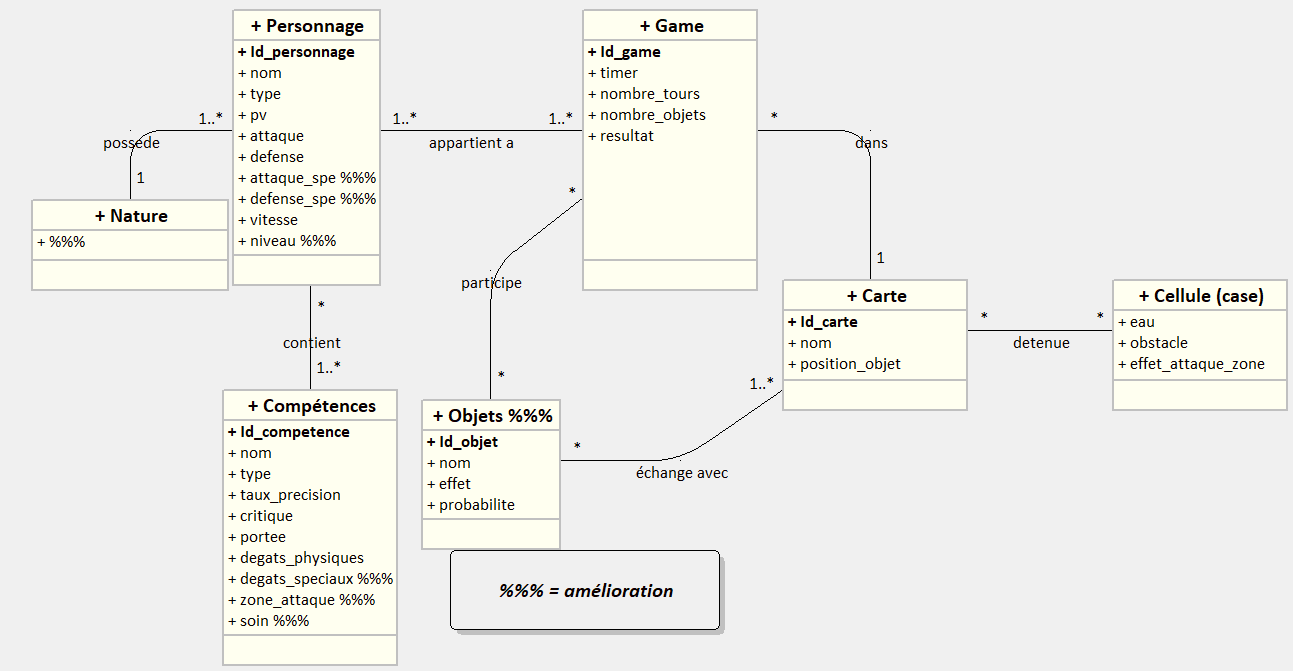 + Personnage
+ Id_personnage
+ nom
+ type
+ pv
+ attaque
+ defense
+ attaque_spe %%%
+ defense_spe %%%
+ vitesse
+ niveau %%%
+ Game
+ Id_game
+ timer
+ nombre_tours
+ nombre_objets
+ resultat
1..*
possède
1
1..*
appartient a
1..*
*
dans
1
+ Nature
+ %%%
*
participe
*
*
contient
1..*
+ Carte
+ Id_carte
+ nom
+ position_objet
*
detenue
*
+ Cellule (case)
+ eau
+ obstacle
+ effet_attaque_zone
+ Compétences
+ Id_competence
+ nom
+ type
+ taux_precision
+ critique
+ portee
+ degats_physiques
+ degats_speciaux %%%
+ zone_attaque %%%
+ soin %%%
+ Objets %%%
+ Id_objet
+ nom
+ effet
+ probabilite
*
échange avec
1..*
%%% = amélioration